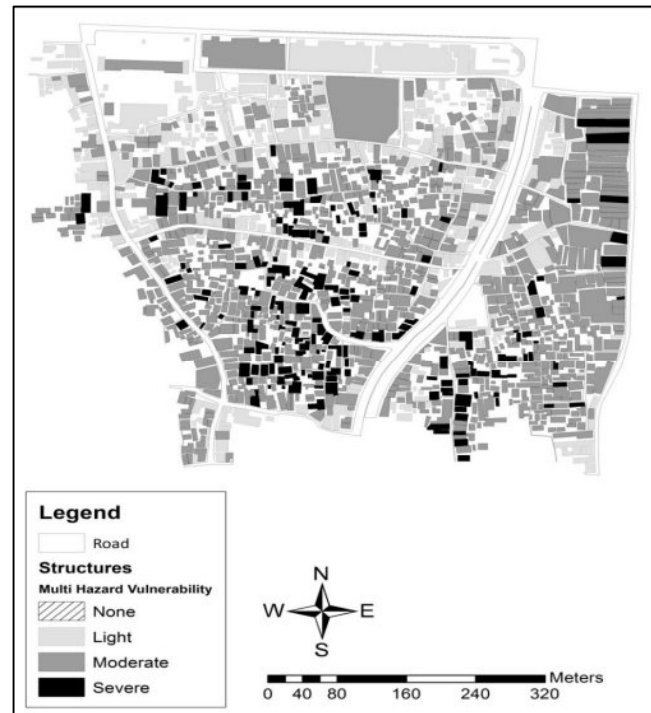 Legend
Road
Structures
Multi Hazard Vulnerability
None
Light
Moderate
Severe
N
W E
S
Meters
0 40 80 160 240 320